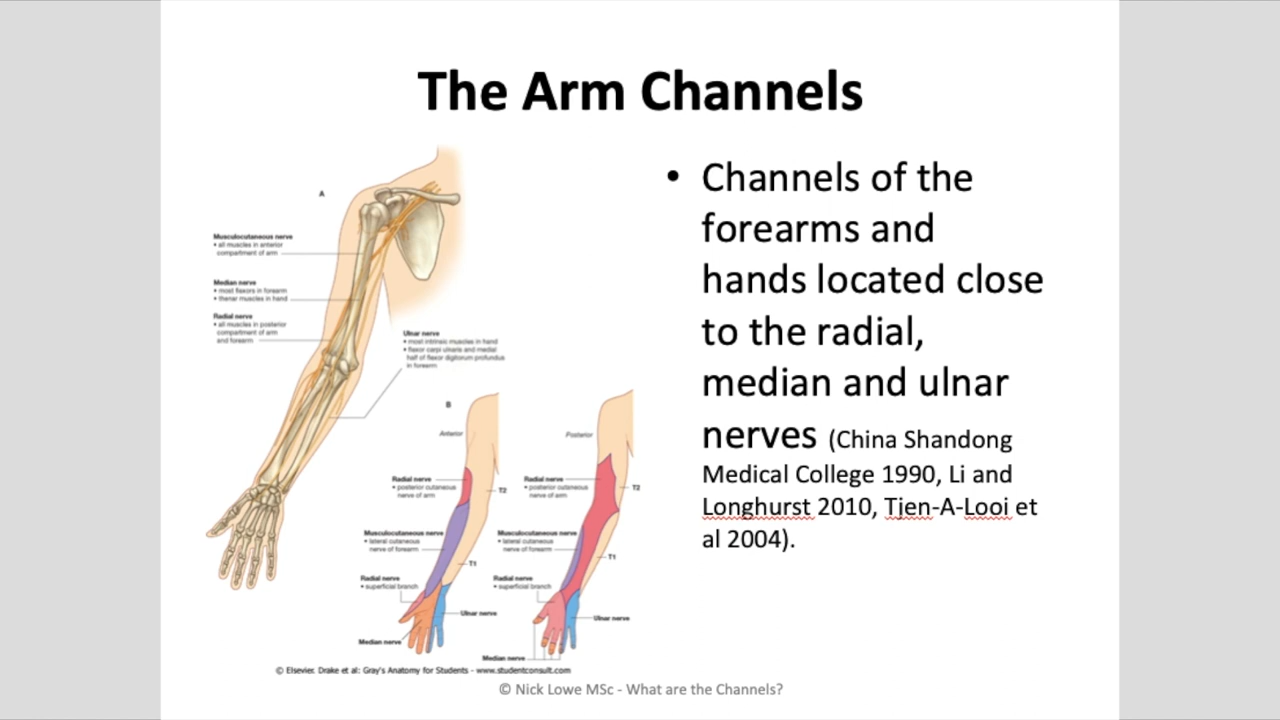 The Arm Channels
A
Musculocutaneous nerve
• all muscles in anterior
compartment of arm
Median nerve
• most flexors in forearm
• thenar muscles in hand
Radial nerve
• all muscles in posterior
compartment of arm
and forearm
Ulnar nerve
• most intrinsic muscles in hand
• flexor carpi ulnaris and medial
half of flexor digitorum profundus
in forearm
B
Anterior
Radial nerve
• posterior cutaneous
nerve of arm
T2
Musculocutaneous nerve
• lateral cutaneous
nerve of forearm
T1
Radial nerve
• superficial branch
Ulnar nerve
Median nerve
Posterior
Radial nerve
• posterior cutaneous
nerve of arm
T2
Musculocutaneous nerve
• lateral cutaneous
nerve of forearm
T1
Radial nerve
• superficial branch
Ulnar nerve
Median nerve
© Elsevier. Drake et al: Gray's Anatomy for Students - www.studentconsult.com
• Channels of the
forearms and
hands located close
to the radial,
median and ulnar
nerves (China Shandong
Medical College 1990, Li and
Longhurst 2010, Tjen-A-Looi et
al 2004).
© Nick Lowe MSc - What are the Channels?